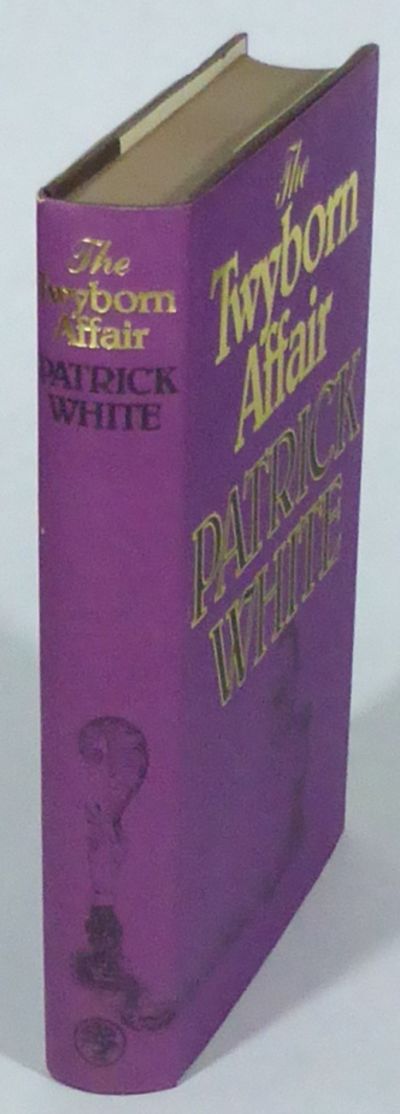 The
Twyborn
Affair
PATRICK
WHITE
The
Twyborn
Affair
PATRICK
WHITE